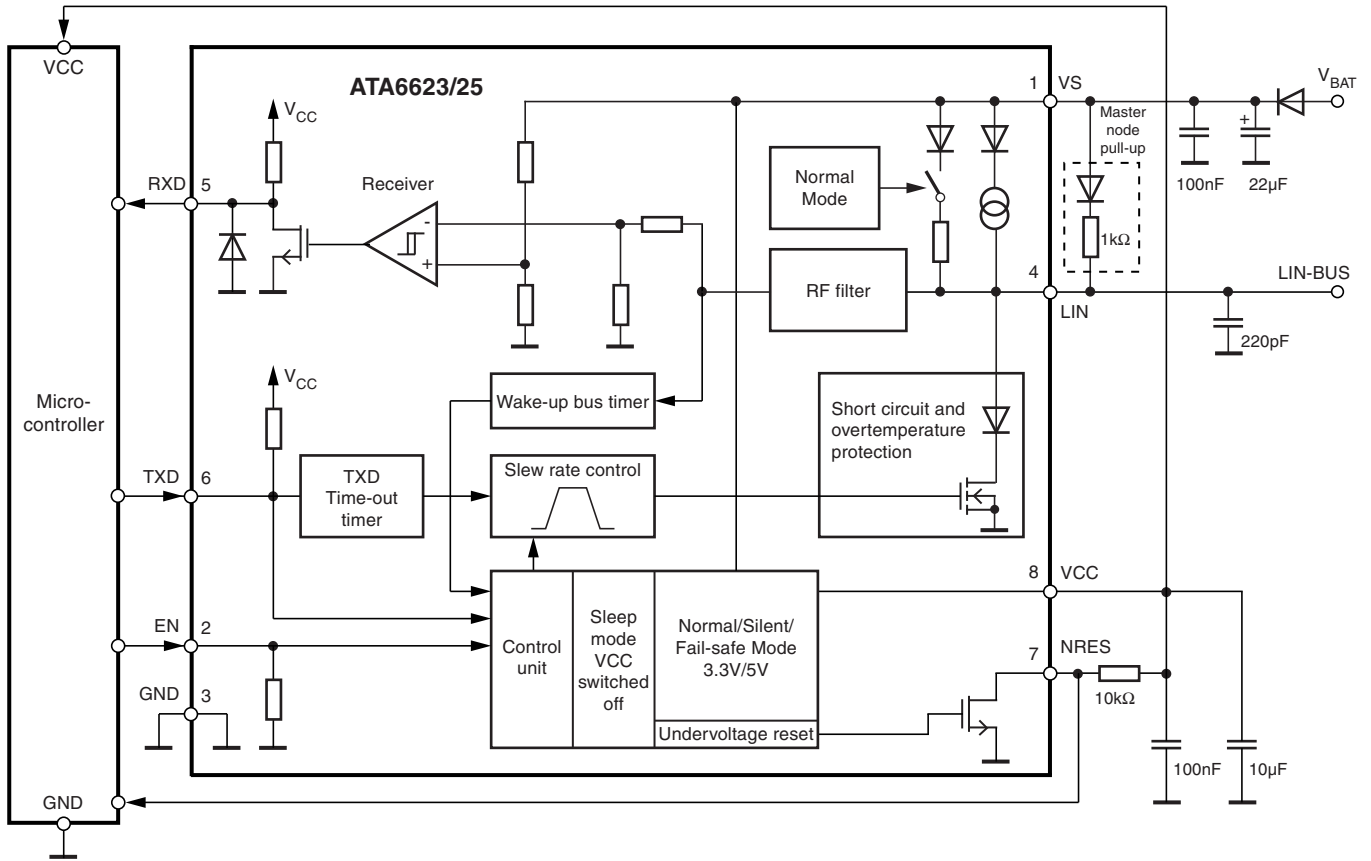 VCC
ATA6623/25
VCC
RXD
5
Receiver
-
+
Normal
Mode
RF filter
1
VS
Master
node
pull-up
1kΩ
VBAT
+
100nF
22µF
4
LIN
LIN-BUS
220pF
Micro-
controller
VCC
Wake-up bus timer
Short circuit and
overtemperature
protection
TXD
6
TXD
Time-out
timer
Slew rate control
EN
2
GND
3
Control
unit
Sleep
mode
VCC
switched
off
Normal/Silent/
Fail-safe Mode
3.3V/5V
Undervoltage reset
8
VCC
7
NRES
10kΩ
100nF
10µF
GND